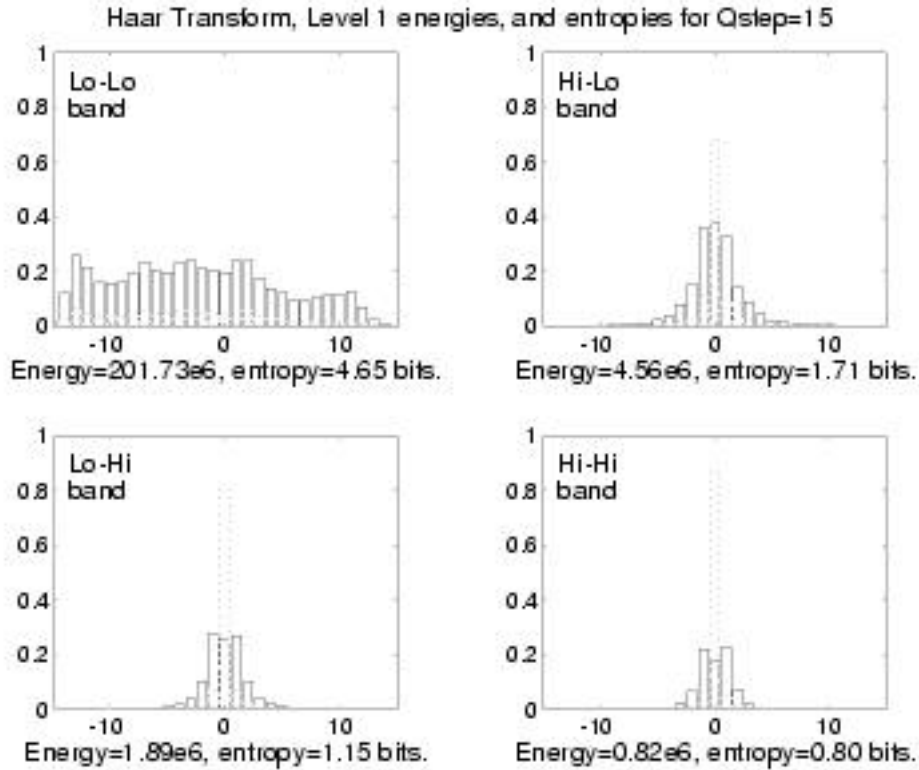 Haar Transform, Level 1 energies, and entropies for Qstep=15
1
0.8
0.6
0.4
0.2
0
Lo-Lo
band
-10 0 10
Energy=201.73e6, entropy=4.65 bits.
1
0.8
0.6
0.4
0.2
0
Hi-Lo
band
-10 0 10
Energy=4.56e6, entropy=1.71 bits.
1
0.8
0.6
0.4
0.2
0
Lo-Hi
band
-10 0 10
Energy=1.89e6, entropy=1.15 bits.
1
0.8
0.6
0.4
0.2
0
Hi-Hi
band
-10 0 10
Energy=0.82e6, entropy=0.80 bits.